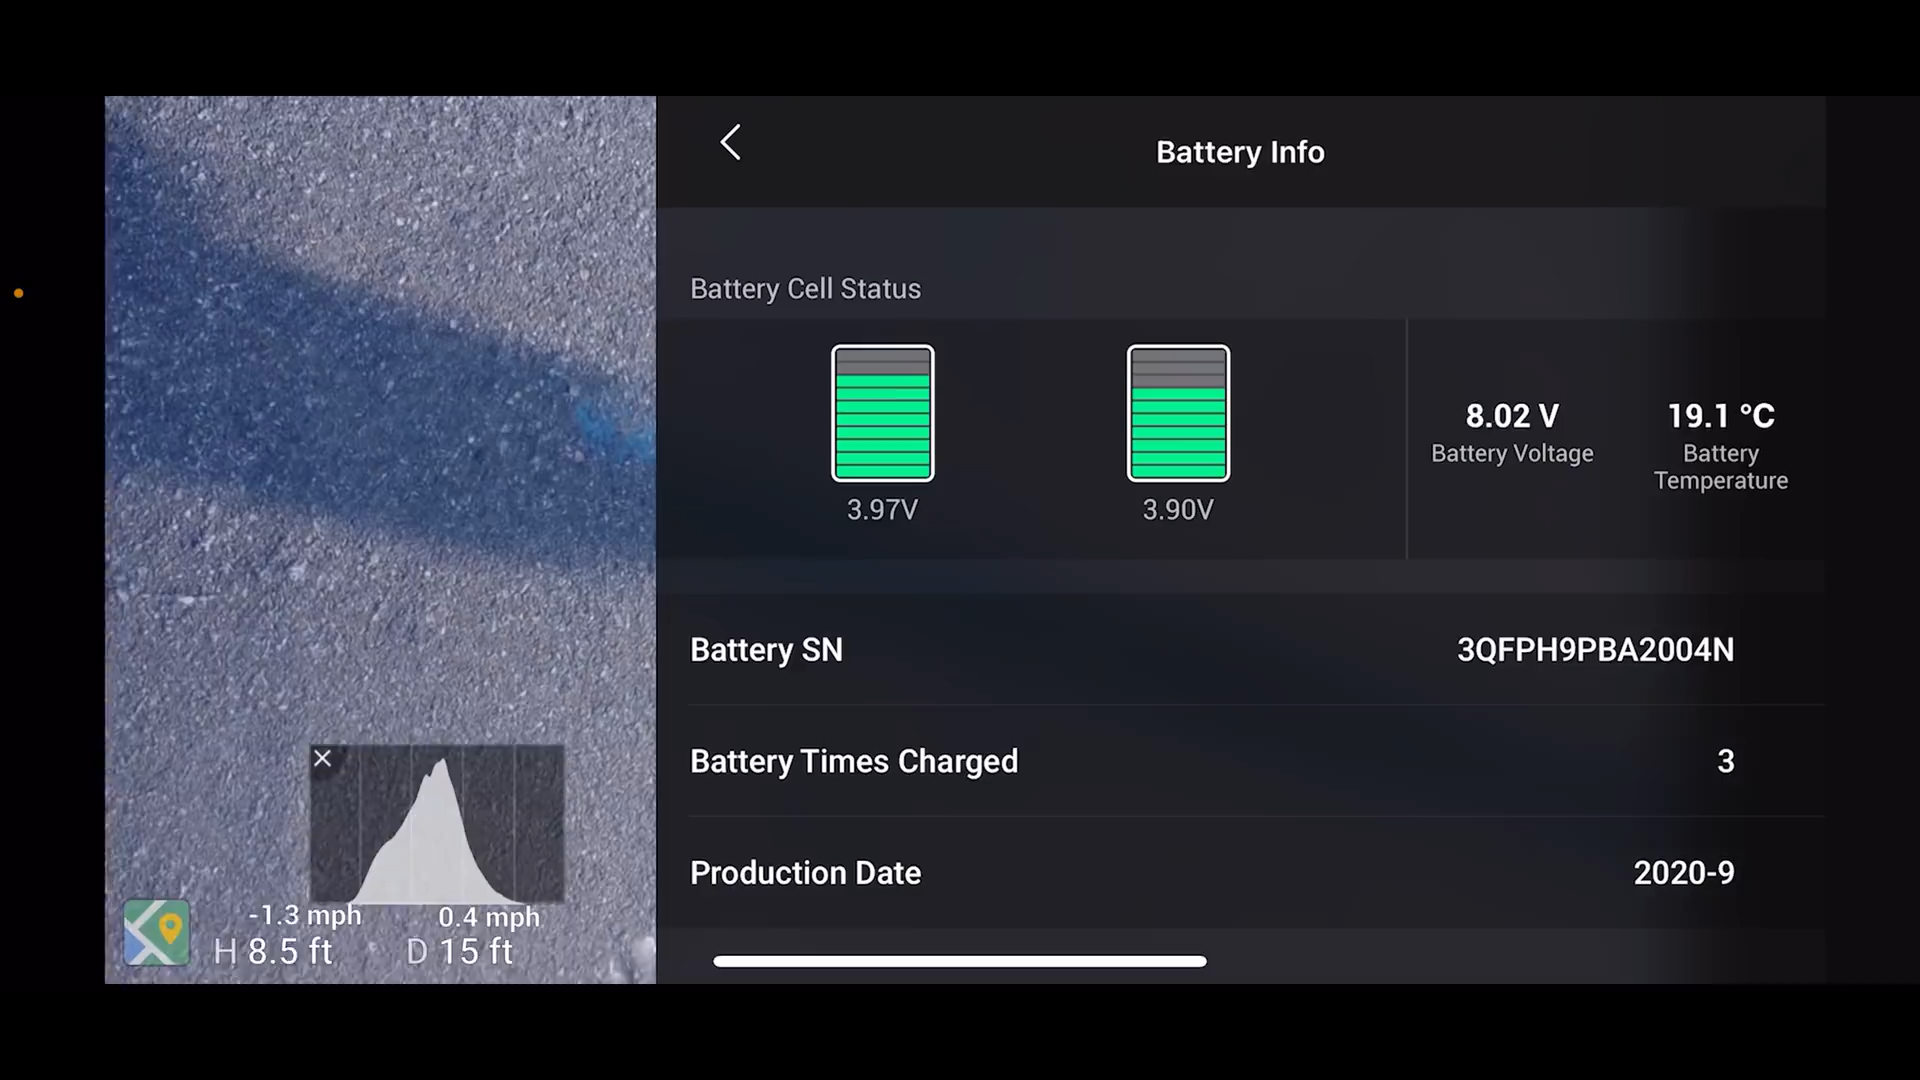 Battery Info
Battery Cell Status
3.97V
3.90V
8.02 V
Battery Voltage
19.1 °C
Battery
Temperature
Battery SN
3QFPH9PBA2004N
Battery Times Charged
3
Production Date
2020-9
-1.3 mph
0.4 mph
H 8.5 ft
D 15 ft